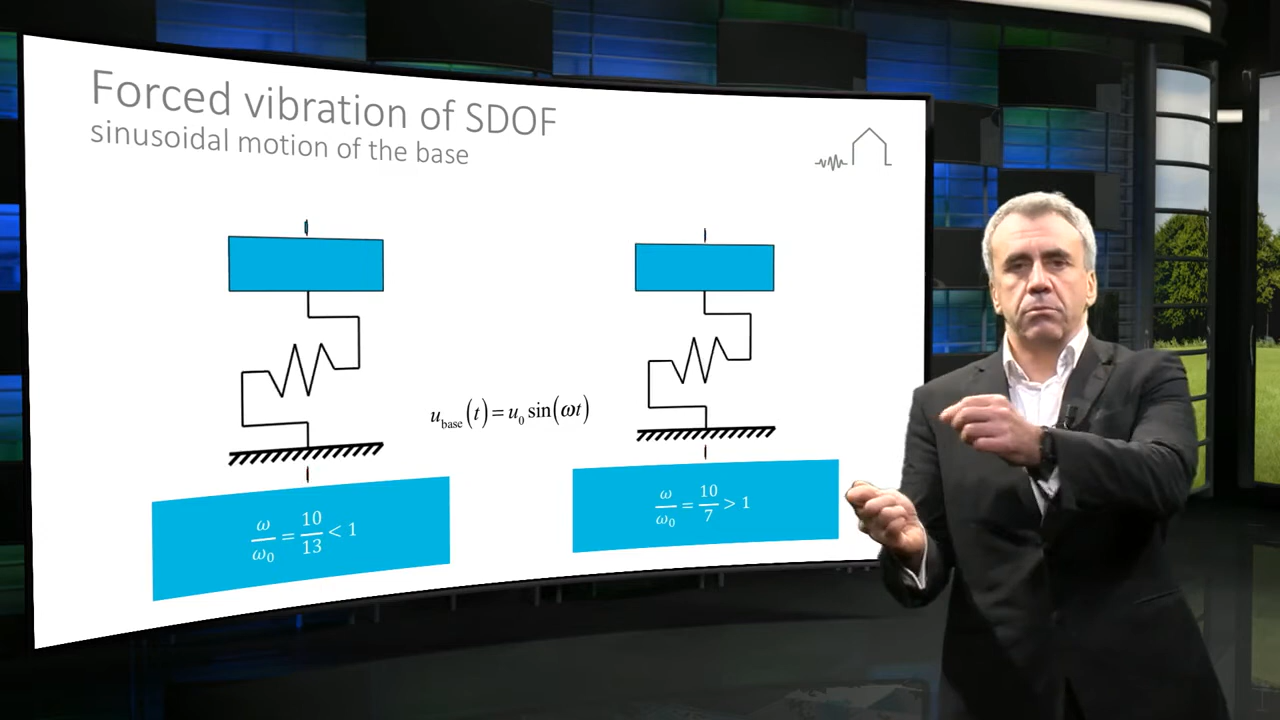 Forced vibration of SDOF
sinusoidal motion of the base
u_base(t) = u_0 sin(ωt)
ω/ω_0 = 10/13 < 1
ω/ω_0 = 10/7 > 1